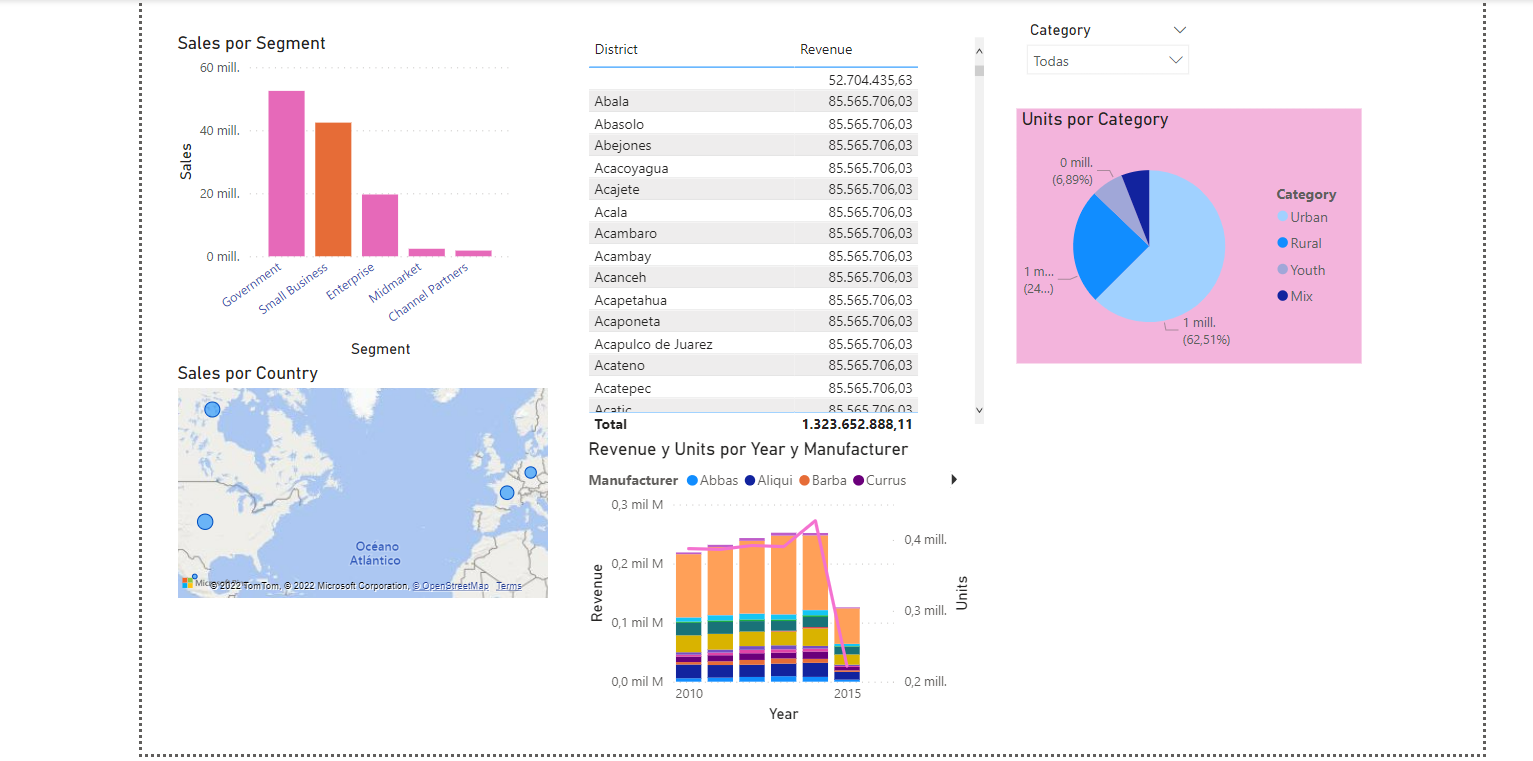 Sales por Segment
60 mill.
40 mill.
20 mill.
0 mill.
Sales
Government
Small Business
Enterprise
Midmarket
Channel Partners
Segment
Sales por Country
Océano
Atlántico
© 2022 TomTom, © 2022 Microsoft Corporation, © OpenStreetMap Terms
District Revenue
52.704.435,63
Abala 85.565.706,03
Abasolo 85.565.706,03
Abejones 85.565.706,03
Acacoyagua 85.565.706,03
Acajete 85.565.706,03
Acala 85.565.706,03
Acambaro 85.565.706,03
Acambay 85.565.706,03
Acanceh 85.565.706,03
Acapetahua 85.565.706,03
Acaponeta 85.565.706,03
Acapulco de Juarez 85.565.706,03
Acateno 85.565.706,03
Acatepec 85.565.706,03
Acatic 85.565.706,03
Total 1.323.652.888,11
Revenue y Units por Year y Manufacturer
Manufacturer Abbas Aliqui Barba Currus
0,3 mil M
0,2 mil M
0,1 mil M
0,0 mil M
Revenue
0,4 mill.
0,3 mill.
0,2 mill.
Units
2010 2015
Year
Category
Todas
Units por Category
0 mill.
(6,89%)
1 m...
(24...)
1 mill.
(62,51%)
Category
Urban
Rural
Youth
Mix